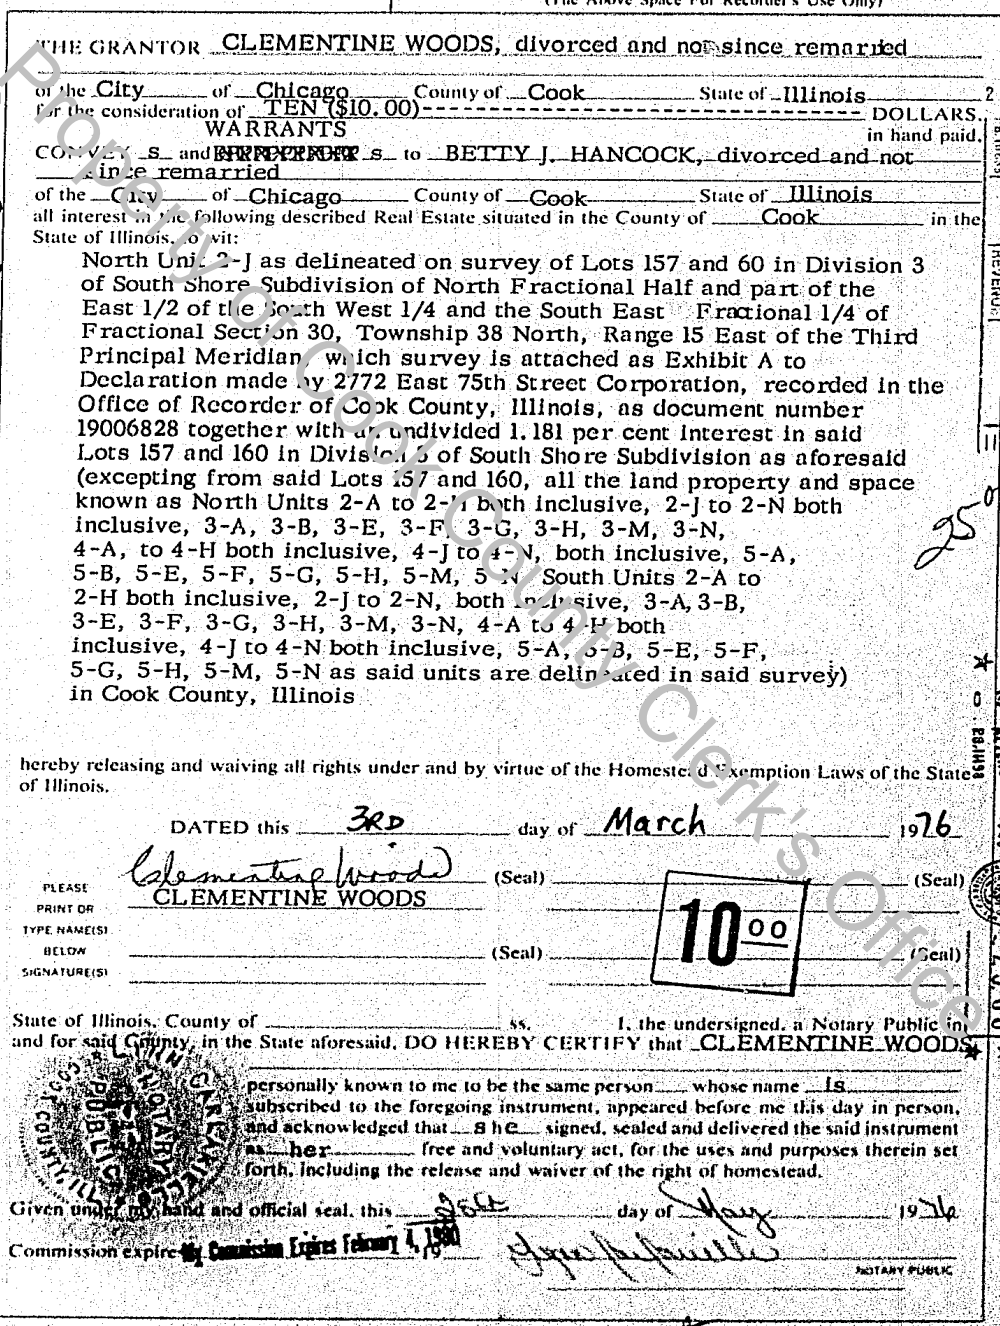 (The Above Space For Recorder's Use Only)
THE GRANTOR CLEMENTINE WOODS, divorced and not since remarried
of the City of Chicago County of Cook State of Illinois
for the consideration of TEN ($10.00)-------------------------------- DOLLARS.
WARRANTS in hand paid,
CONVEY S and s to BETTY J. HANCOCK, divorced and not
since remarried
of the City of Chicago County of Cook State of Illinois
all interest in the following described Real Estate situated in the County of Cook in the
State of Illinois, to wit:
North Unit 2-J as delineated on survey of Lots 157 and 60 in Division 3
of South Shore Subdivision of North Fractional Half and part of the
East 1/2 of the South West 1/4 and the South East Fractional 1/4 of
Fractional Section 30, Township 38 North, Range 15 East of the Third
Principal Meridian, which survey is attached as Exhibit A to
Declaration made by 2772 East 75th Street Corporation, recorded in the
Office of Recorder of Cook County, Illinois, as document number
19006828 together with an undivided 1.181 per cent interest in said
Lots 157 and 160 in Division 3 of South Shore Subdivision as aforesaid
(excepting from said Lots 157 and 160, all the land property and space
known as North Units 2-A to 2-H both inclusive, 2-J to 2-N both
inclusive, 3-A, 3-B, 3-E, 3-F, 3-G, 3-H, 3-M, 3-N,
4-A, to 4-H both inclusive, 4-J to 4-N, both inclusive, 5-A,
5-B, 5-E, 5-F, 5-G, 5-H, 5-M, 5-N, South Units 2-A to
2-H both inclusive, 2-J to 2-N, both inclusive, 3-A, 3-B,
3-E, 3-F, 3-G, 3-H, 3-M, 3-N, 4-A to 4-H both
inclusive, 4-J to 4-N both inclusive, 5-A, 5-B, 5-E, 5-F,
5-G, 5-H, 5-M, 5-N as said units are delineated in said survey)
in Cook County, Illinois
hereby releasing and waiving all rights under and by virtue of the Homestead Exemption Laws of the State
of Illinois.
DATED this 3RD day of March 1976
Clementine Woods (Seal) (Seal)
PLEASE
PRINT OR CLEMENTINE WOODS
TYPE NAME(S)
BELOW (Seal) (Seal)
SIGNATURE(S)
10 00
State of Illinois, County of ss. I, the undersigned, a Notary Public in
and for said County, in the State aforesaid, DO HEREBY CERTIFY that CLEMENTINE WOODS
personally known to me to be the same person whose name is
subscribed to the foregoing instrument, appeared before me this day in person,
and acknowledged that she signed, sealed and delivered the said instrument
as her free and voluntary act, for the uses and purposes therein set
forth, including the release and waiver of the right of homestead.
NOTARY PUBLIC
COOK COUNTY, ILL
Given under my hand and official seal, this day of May 1976
Commission expires My Commission Expires February 4, 1980 19
NOTARY PUBLIC
Property of Cook County Clerk's Office